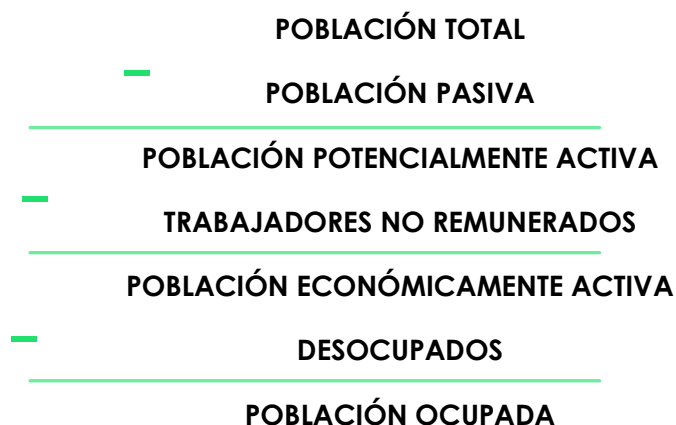 POBLACIÓN TOTAL
POBLACIÓN PASIVA
POBLACIÓN POTENCIALMENTE ACTIVA
TRABAJADORES NO REMUNERADOS
POBLACIÓN ECONÓMICAMENTE ACTIVA
DESOCUPADOS
POBLACIÓN OCUPADA